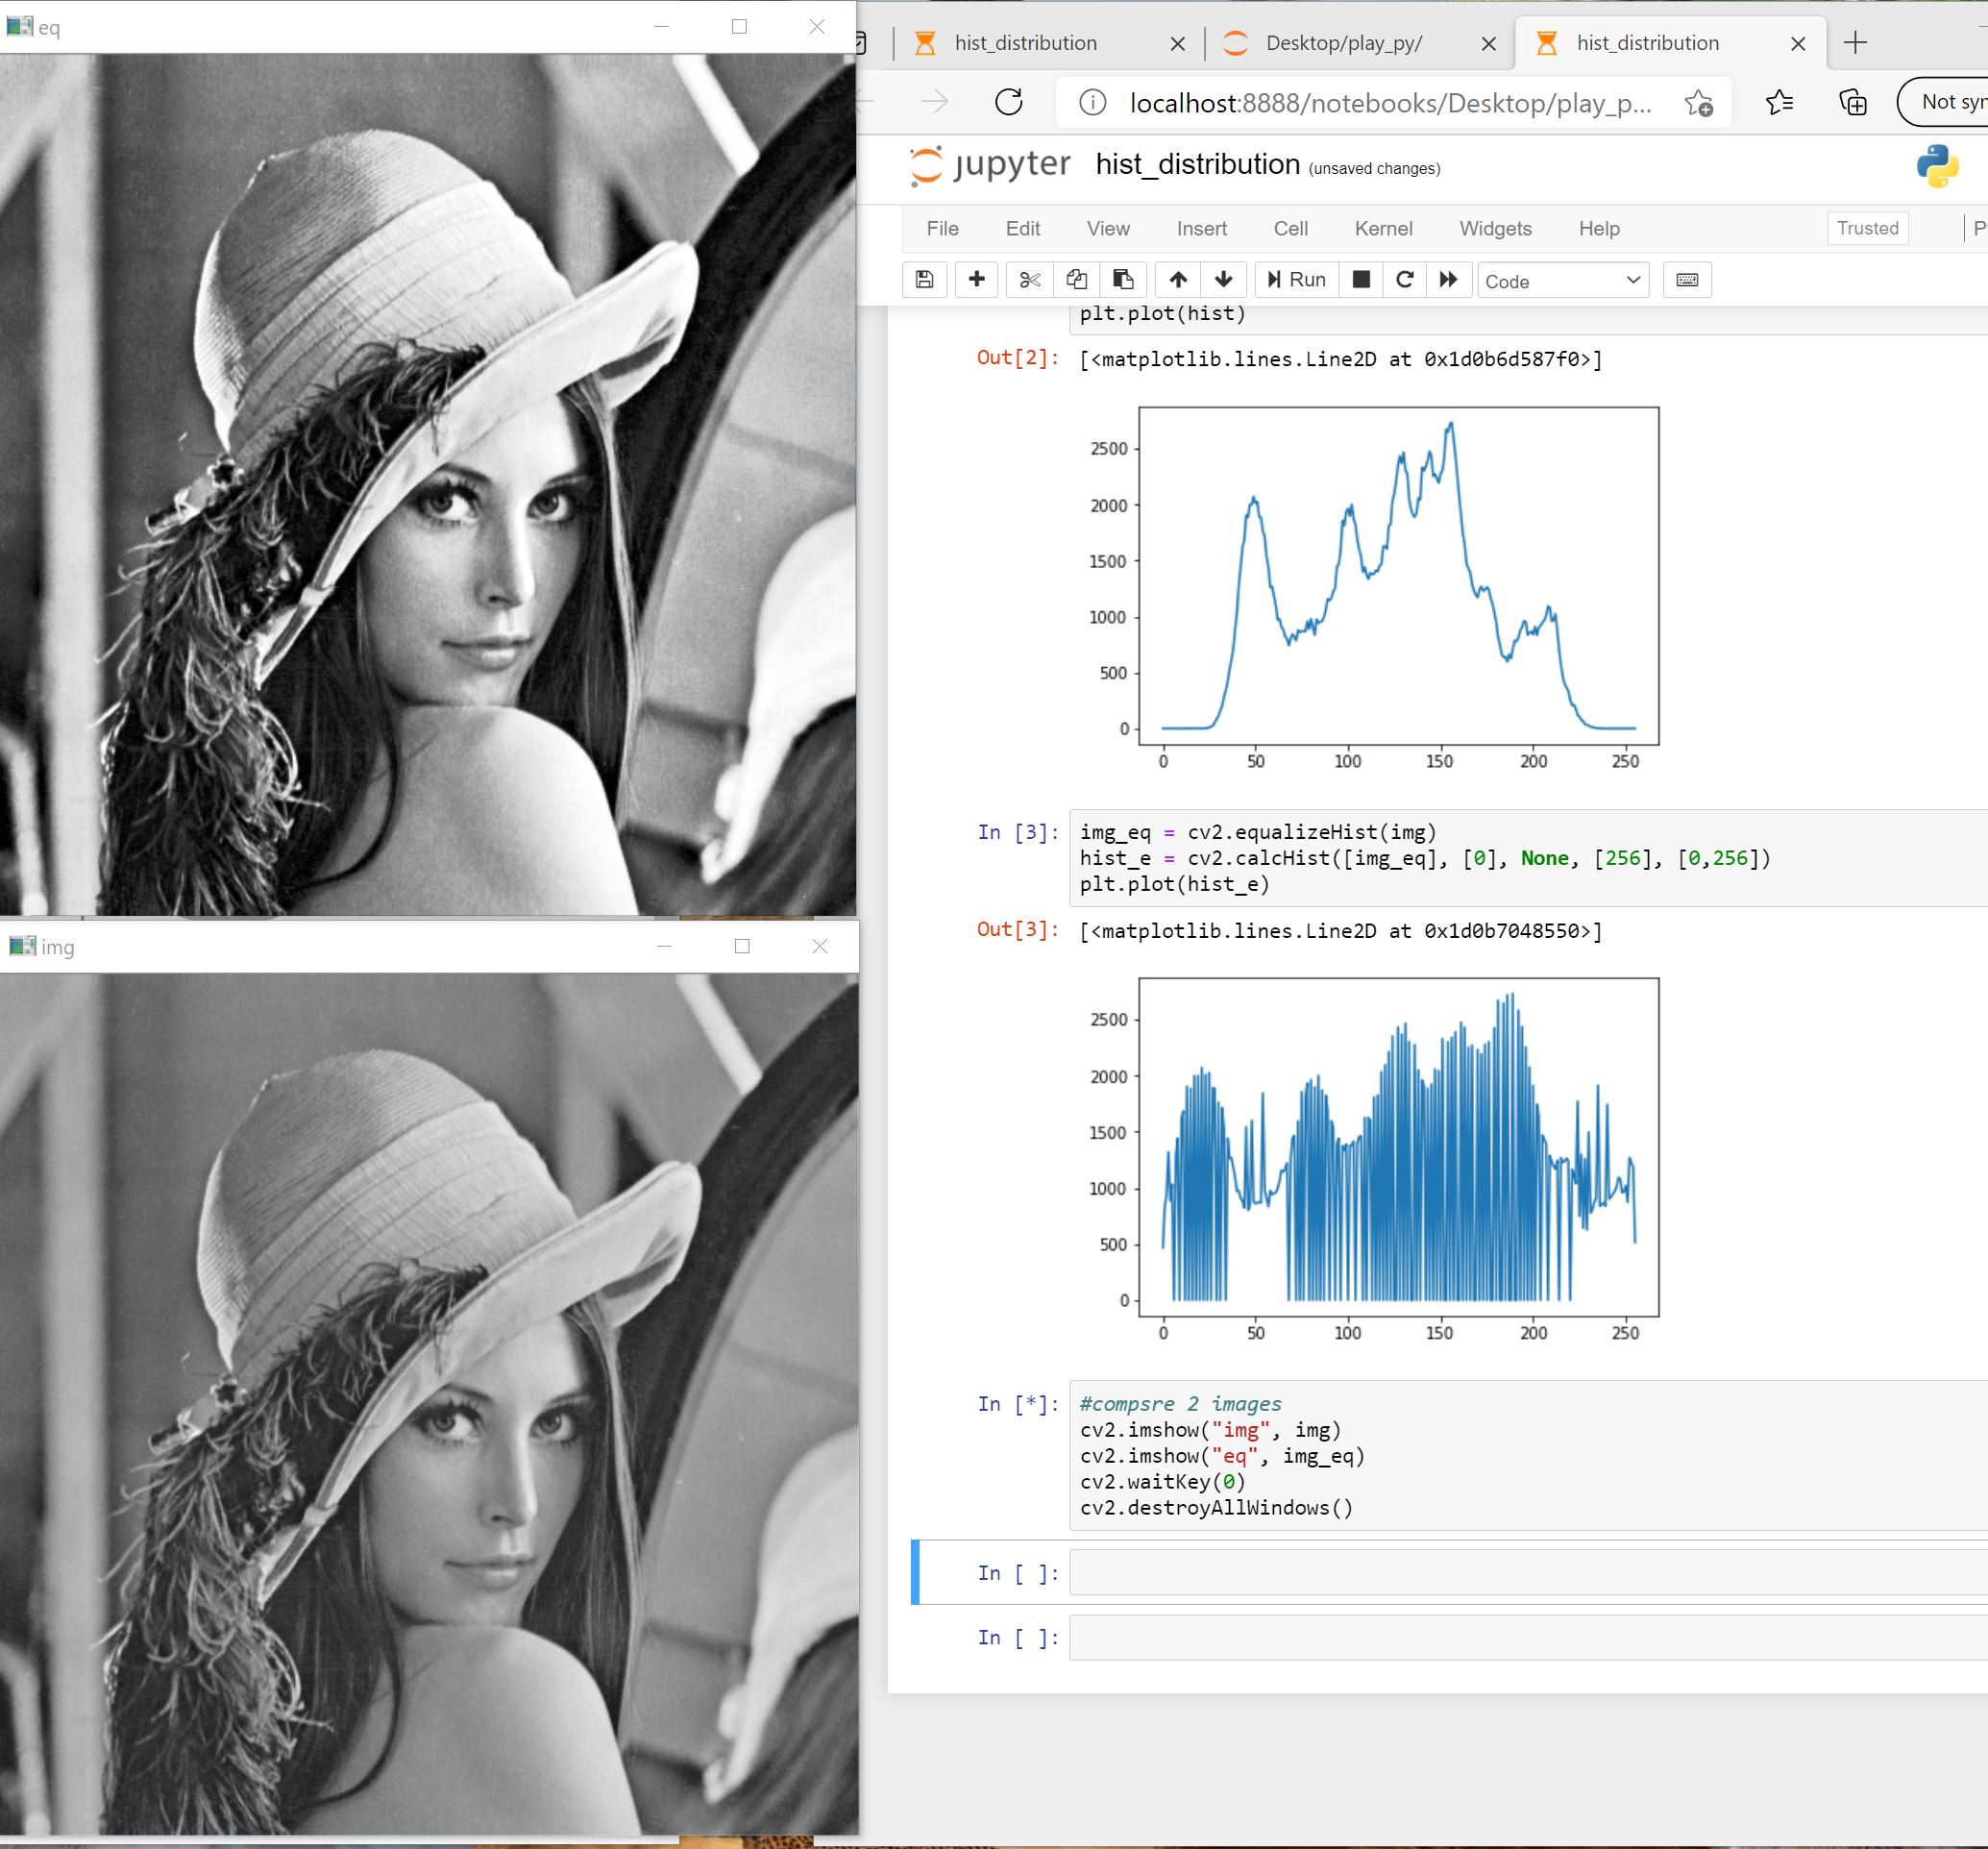 eq
img
hist_distribution
Desktop/play_py/
hist_distribution
localhost:8888/notebooks/Desktop/play_p...
Not syn
jupyter hist_distribution (unsaved changes)
File Edit View Insert Cell Kernel Widgets Help Trusted P
Run Code
plt.plot(hist)
Out[2]: [<matplotlib.lines.Line2D at 0x1d0b6d587f0>]
2500
2000
1500
1000
500
0
0 50 100 150 200 250
In [3]: img_eq = cv2.equalizeHist(img)
hist_e = cv2.calcHist([img_eq], [0], None, [256], [0,256])
plt.plot(hist_e)
Out[3]: [<matplotlib.lines.Line2D at 0x1d0b7048550>]
2500
2000
1500
1000
500
0
0 50 100 150 200 250
In [*]: #compsre 2 images
cv2.imshow("img", img)
cv2.imshow("eq", img_eq)
cv2.waitKey(0)
cv2.destroyAllWindows()
In [ ]:
In [ ]: